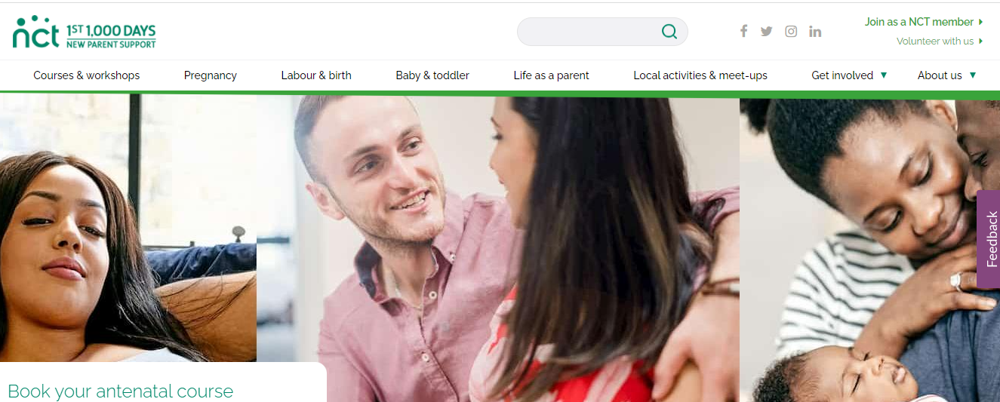 nct 1ST 1,000 DAYS
NEW PARENT SUPPORT
Join as a NCT member
Volunteer with us
Courses & workshops Pregnancy Labour & birth Baby & toddler Life as a parent Local activities & meet-ups Get involved About us
Feedback
Book your antenatal course